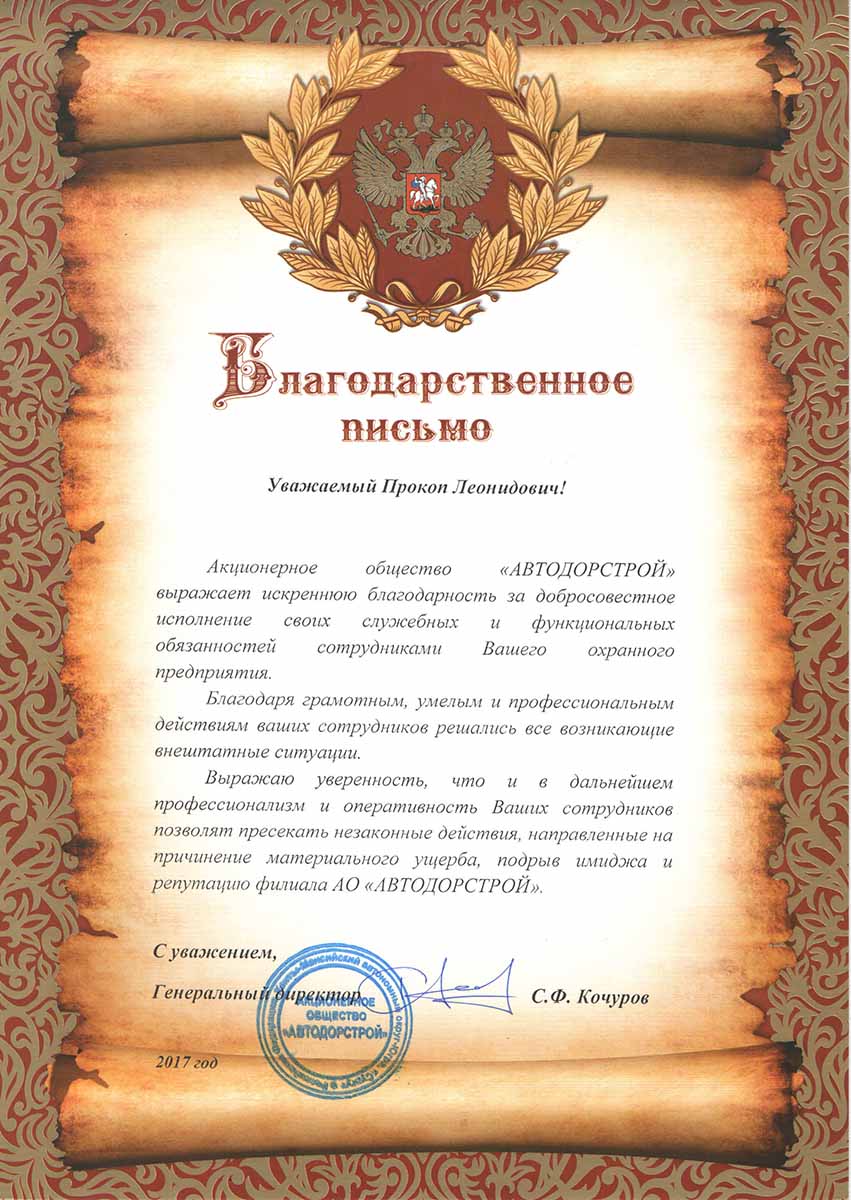 Благодарственное
письмо
Уважаемый Прокоп Леонидович!
Акционерное общество «АВТОДОРСТРОЙ»
выражает искреннюю благодарность за добросовестное
исполнение своих служебных и функциональных
обязанностей сотрудниками Вашего охранного
предприятия.
Благодаря грамотным, умелым и профессиональным
действиям ваших сотрудников решались все возникающие
внештатные ситуации.
Выражаю уверенность, что и в дальнейшем
профессионализм и оперативность Ваших сотрудников
позволят пресекать незаконные действия, направленные на
причинение материального ущерба, подрыв имиджа и
репутацию филиала АО «АВТОДОРСТРОЙ».
С уважением,
Генеральный директор С.Ф. Кочуров
Ханты-Мансийский автономный округ-Югра
АКЦИОНЕРНОЕ
ОБЩЕСТВО
«АВТОДОРСТРОЙ»
2017 год